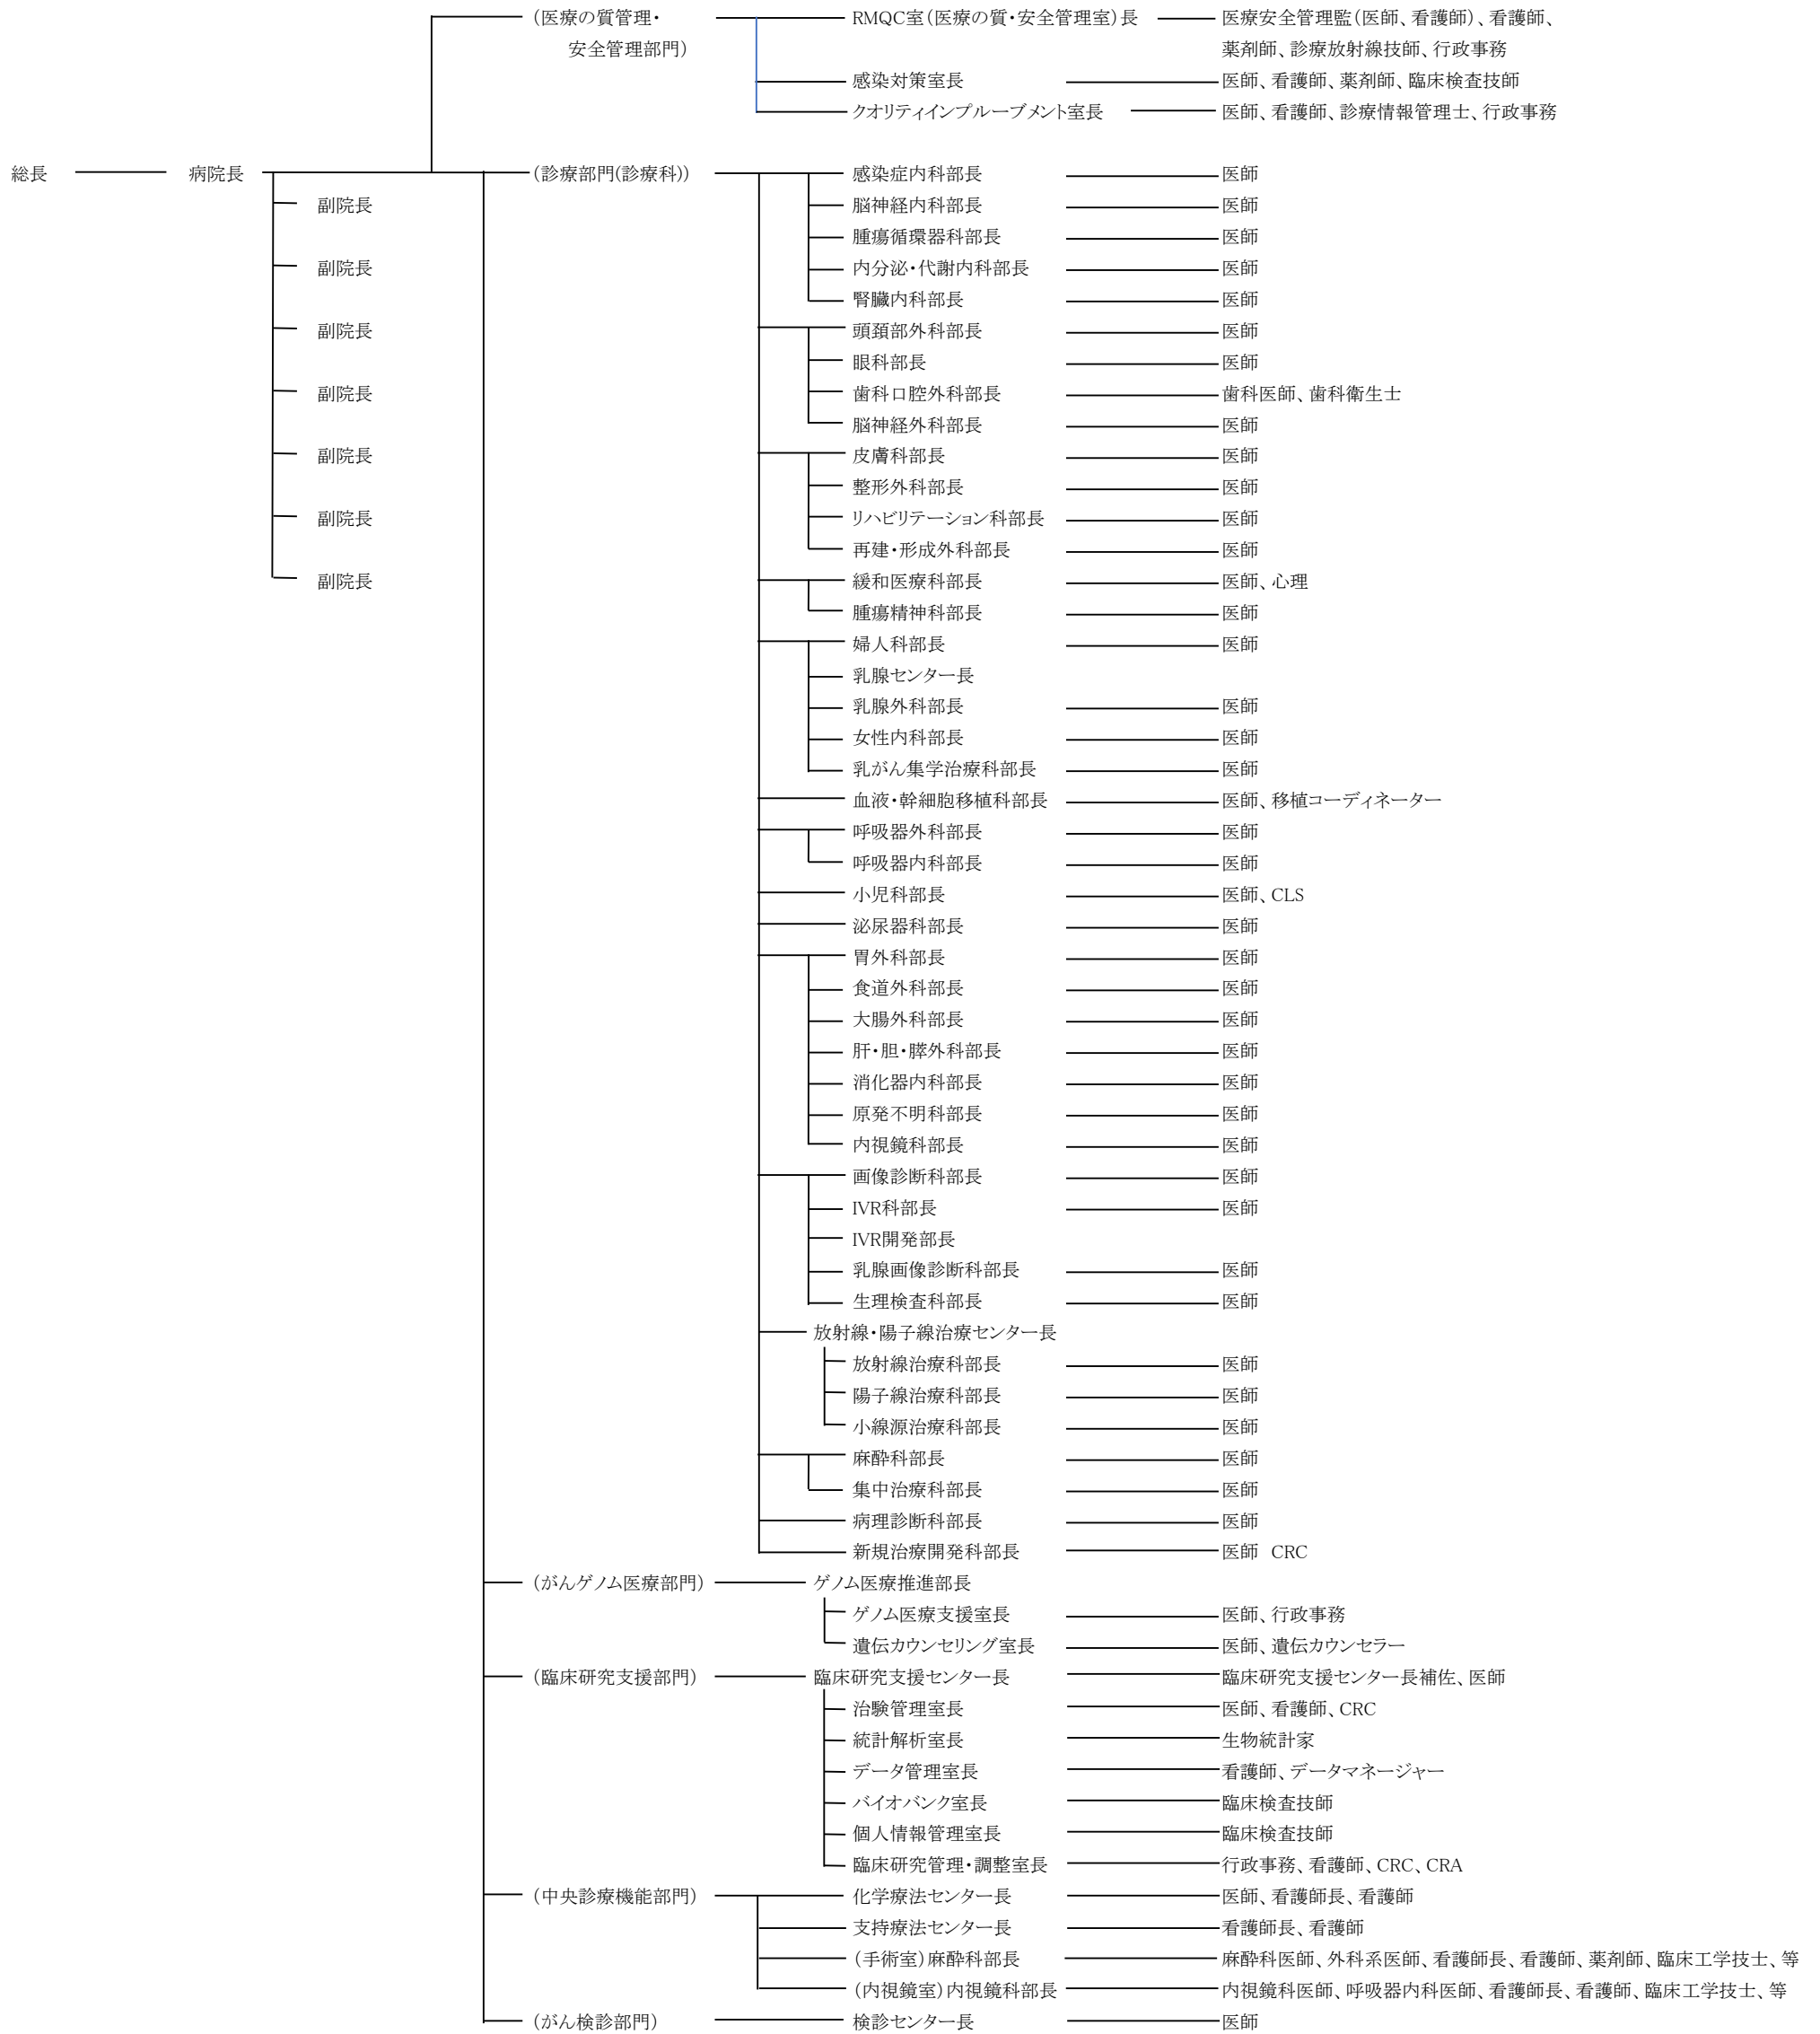 (医療の質管理・ RMQC室(医療の質・安全管理室)長 医療安全管理監(医師、看護師)、看護師、
安全管理部門) 薬剤師、診療放射線技師、行政事務
感染対策室長 医師、看護師、薬剤師、臨床検査技師
クオリティインプルーブメント室長 医師、看護師、診療情報管理士、行政事務
総長 病院長 (診療部門(診療科)) 感染症内科部長 医師
副院長 脳神経内科部長 医師
腫瘍循環器科部長 医師
副院長 内分泌・代謝内科部長 医師
腎臓内科部長 医師
副院長 頭頚部外科部長 医師
眼科部長 医師
副院長 歯科口腔外科部長 歯科医師、歯科衛生士
脳神経外科部長 医師
副院長 皮膚科部長 医師
整形外科部長 医師
副院長 リハビリテーション科部長 医師
再建・形成外科部長 医師
副院長 緩和医療科部長 医師、心理
腫瘍精神科部長 医師
婦人科部長 医師
乳腺センター長
乳腺外科部長 医師
女性内科部長 医師
乳がん集学治療科部長 医師
血液・幹細胞移植科部長 医師、移植コーディネーター
呼吸器外科部長 医師
呼吸器内科部長 医師
小児科部長 医師、CLS
泌尿器科部長 医師
胃外科部長 医師
食道外科部長 医師
大腸外科部長 医師
肝・胆・膵外科部長 医師
消化器内科部長 医師
原発不明科部長 医師
内視鏡科部長 医師
画像診断科部長 医師
IVR科部長 医師
IVR開発部長
乳腺画像診断科部長 医師
生理検査科部長 医師
放射線・陽子線治療センター長
放射線治療科部長 医師
陽子線治療科部長 医師
小線源治療科部長 医師
麻酔科部長 医師
集中治療科部長 医師
病理診断科部長 医師
新規治療開発科部長 医師 CRC
(がんゲノム医療部門) ゲノム医療推進部長
ゲノム医療支援室長 医師、行政事務
遺伝カウンセリング室長 医師、遺伝カウンセラー
(臨床研究支援部門) 臨床研究支援センター長 臨床研究支援センター長補佐、医師
治験管理室長 医師、看護師、CRC
統計解析室長 生物統計家
データ管理室長 看護師、データマネージャー
バイオバンク室長 臨床検査技師
個人情報管理室長 臨床検査技師
臨床研究管理・調整室長 行政事務、看護師、CRC、CRA
(中央診療機能部門) 化学療法センター長 医師、看護師長、看護師
支持療法センター長 看護師長、看護師
(手術室)麻酔科部長 麻酔科医師、外科系医師、看護師長、看護師、薬剤師、臨床工学技士、等
(内視鏡室)内視鏡科部長 内視鏡科医師、呼吸器内科医師、看護師長、看護師、臨床工学技士、等
(がん検診部門) 検診センター長 医師